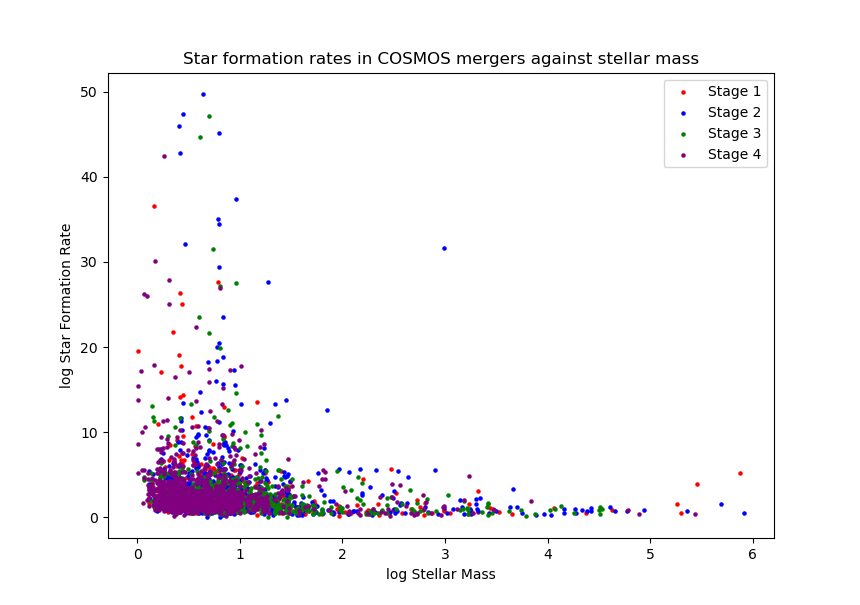 Star formation rates in COSMOS mergers against stellar mass
Stage 1
Stage 2
Stage 3
Stage 4
log Star Formation Rate
50
40
30
20
10
0
0 1 2 3 4 5 6
log Stellar Mass